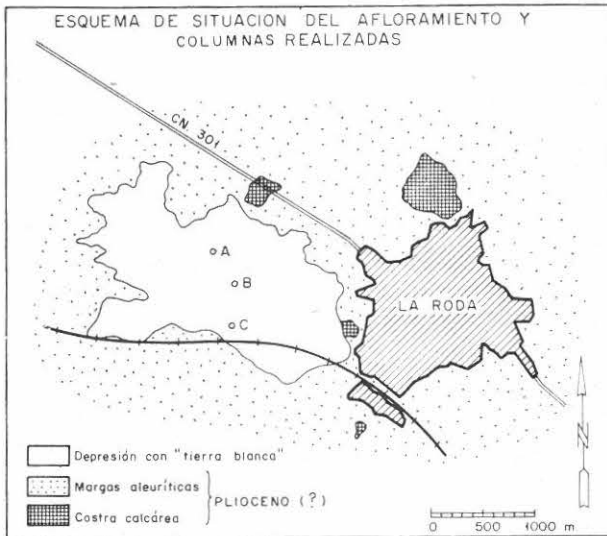 ESQUEMA DE SITUACION DEL AFLORAMIENTO Y
COLUMNAS REALIZADAS
CN. 301
A
B
C
LA RODA
N
Depresión con "tierra blanca"
Margas aleuríticas
PLIOCENO (?)
Costra calcárea
0 500 1000 m